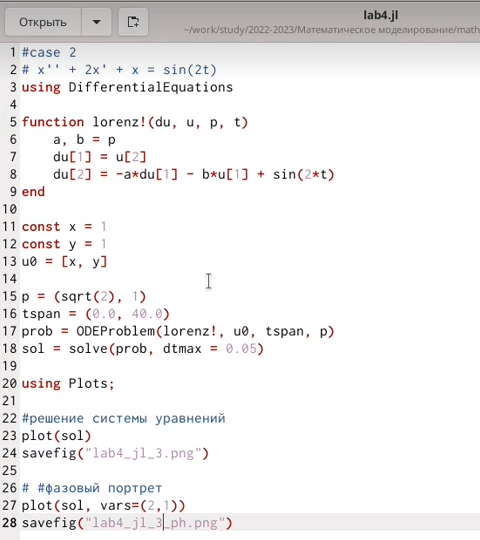 Открыть
lab4.jl
~/work/study/2022-2023/Математическое моделирование/math
1 #case 2
2 # x'' + 2x' + x = sin(2t)
3 using DifferentialEquations
4
5 function lorenz!(du, u, p, t)
6     a, b = p
7     du[1] = u[2]
8     du[2] = -a*du[1] - b*u[1] + sin(2*t)
9 end
10
11 const x = 1
12 const y = 1
13 u0 = [x, y]
14
15 p = (sqrt(2), 1)
16 tspan = (0.0, 40.0)
17 prob = ODEProblem(lorenz!, u0, tspan, p)
18 sol = solve(prob, dtmax = 0.05)
19
20 using Plots;
21
22 #решение системы уравнений
23 plot(sol)
24 savefig("lab4_jl_3.png")
25
26 # #фазовый портрет
27 plot(sol, vars=(2,1))
28 savefig("lab4_jl_3_ph.png")